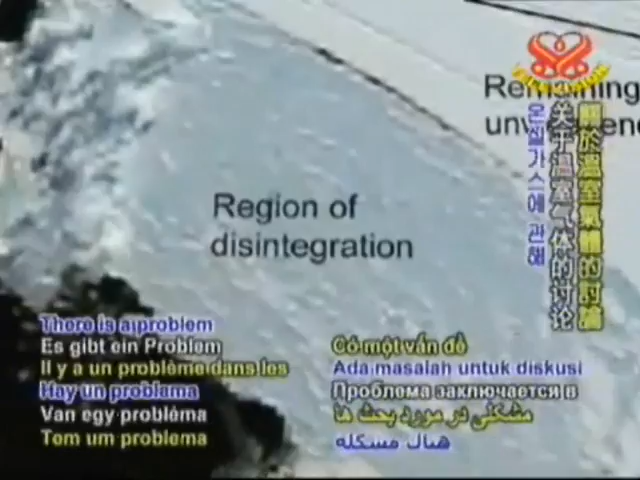 Region of
disintegration
온실가스에 관해
关于温室气体的讨论
關於溫室氣體的討論
There is a problem
Es gibt ein Problem
Il y a un problème dans les
Hay un problema
Van egy probléma
Tem um problema
Có một vấn đề
Ada masalah untuk diskusi
Проблема заключается в
مشکلی در مورد بحث ها
هناك مشكله